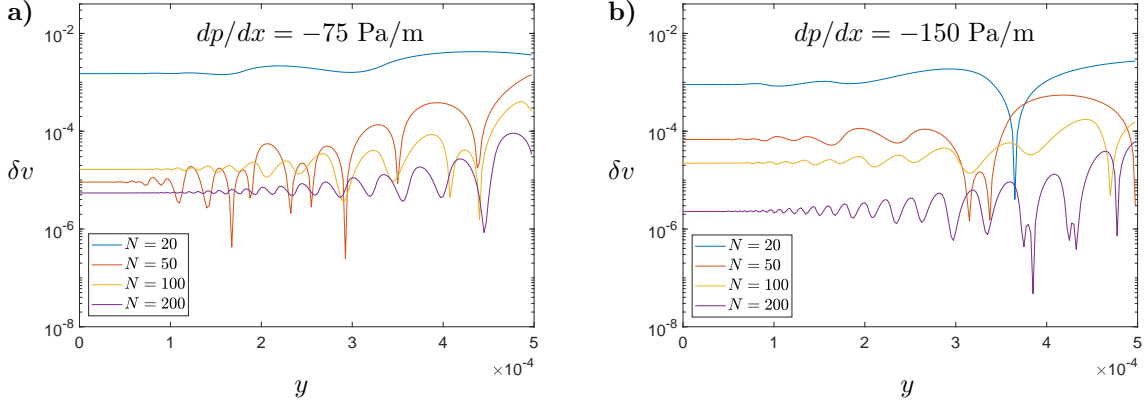 a)
dp/dx = −75 Pa/m
10^-2
10^-4
10^-6
10^-8
δv
N = 20
N = 50
N = 100
N = 200
0 1 2 3 4 5
×10^-4
y
b)
dp/dx = −150 Pa/m
10^-2
10^-4
10^-6
10^-8
δv
N = 20
N = 50
N = 100
N = 200
0 1 2 3 4 5
×10^-4
y